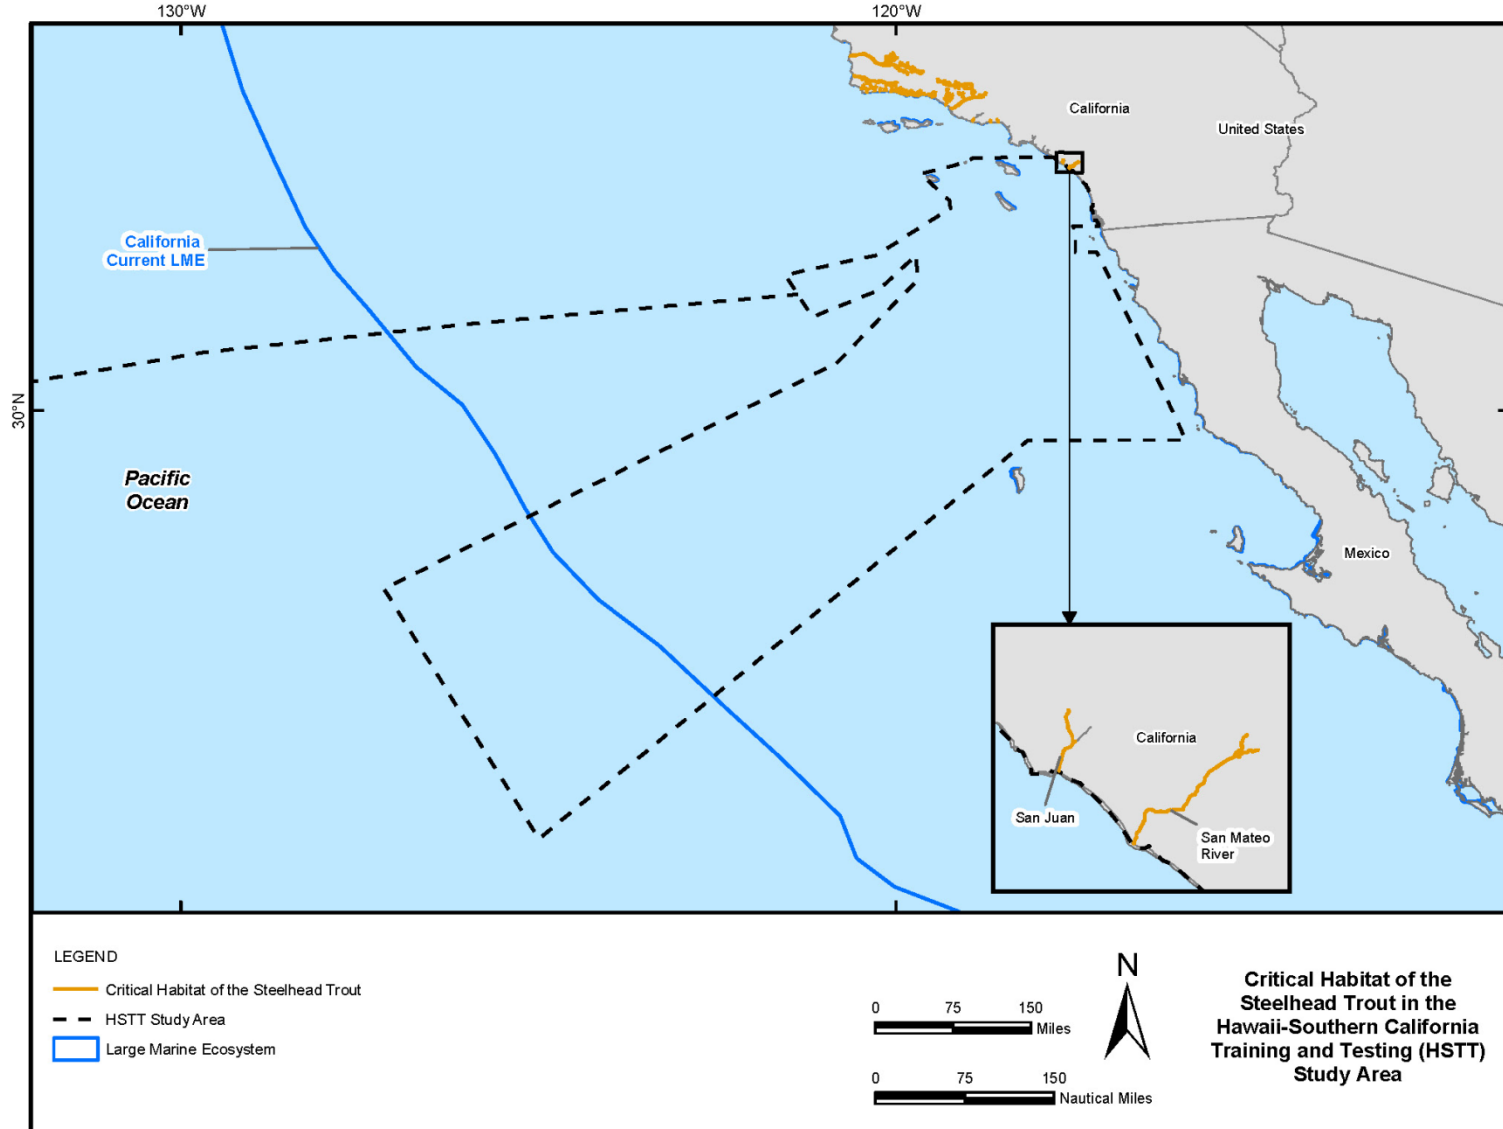 130°W
120°W
California
United States
California
Current LME
30°N
Pacific
Ocean
Mexico
California
San Juan
San Mateo
River
LEGEND
Critical Habitat of the Steelhead Trout
HSTT Study Area
Large Marine Ecosystem
0 75 150
Miles
0 75 150
Nautical Miles
N
Critical Habitat of the
Steelhead Trout in the
Hawaii-Southern California
Training and Testing (HSTT)
Study Area